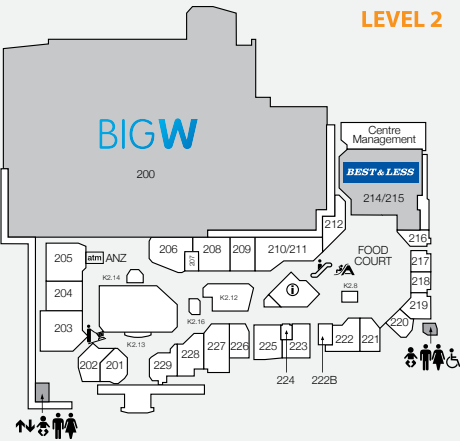 LEVEL 2
BIGW
200
Centre
Management
BEST & LESS
214/215
212
216
206
207
208
209
210/211
FOOD
COURT
217
205
atm ANZ
218
K2.14
204
K2.12
i
K2.8
219
K2.16
203
220
K2.13
227
226
225
223
222
221
228
202
201
229
224
222B